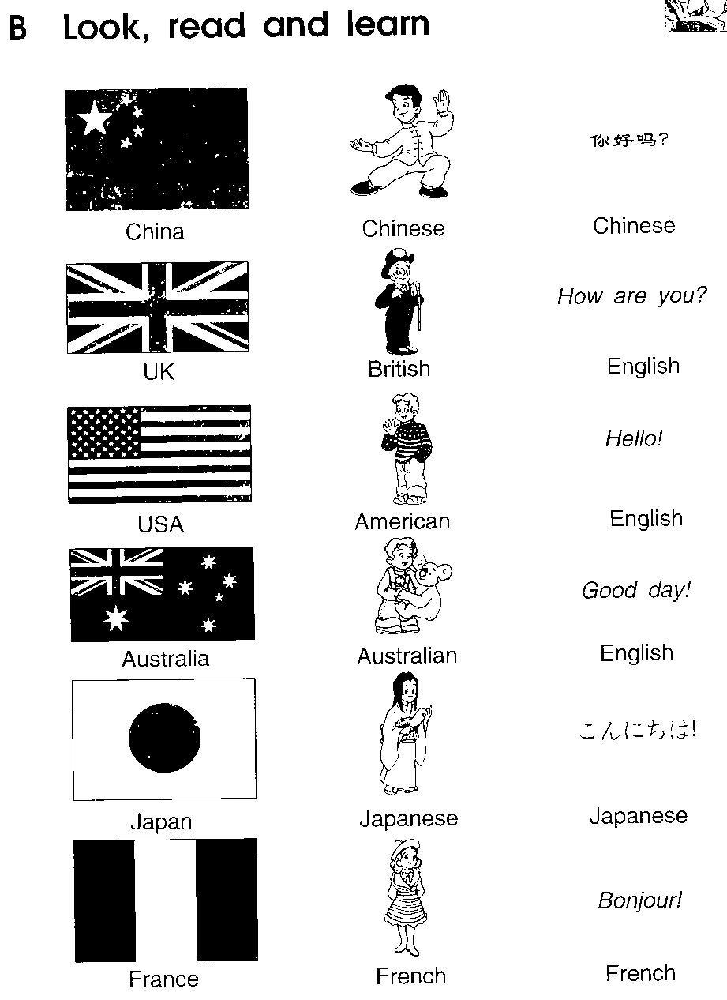 B Look, read and learn
你好吗?
China Chinese Chinese
How are you?
UK British English
Hello!
USA American English
Good day!
Australia Australian English
こんにちは!
Japan Japanese Japanese
Bonjour!
France French French